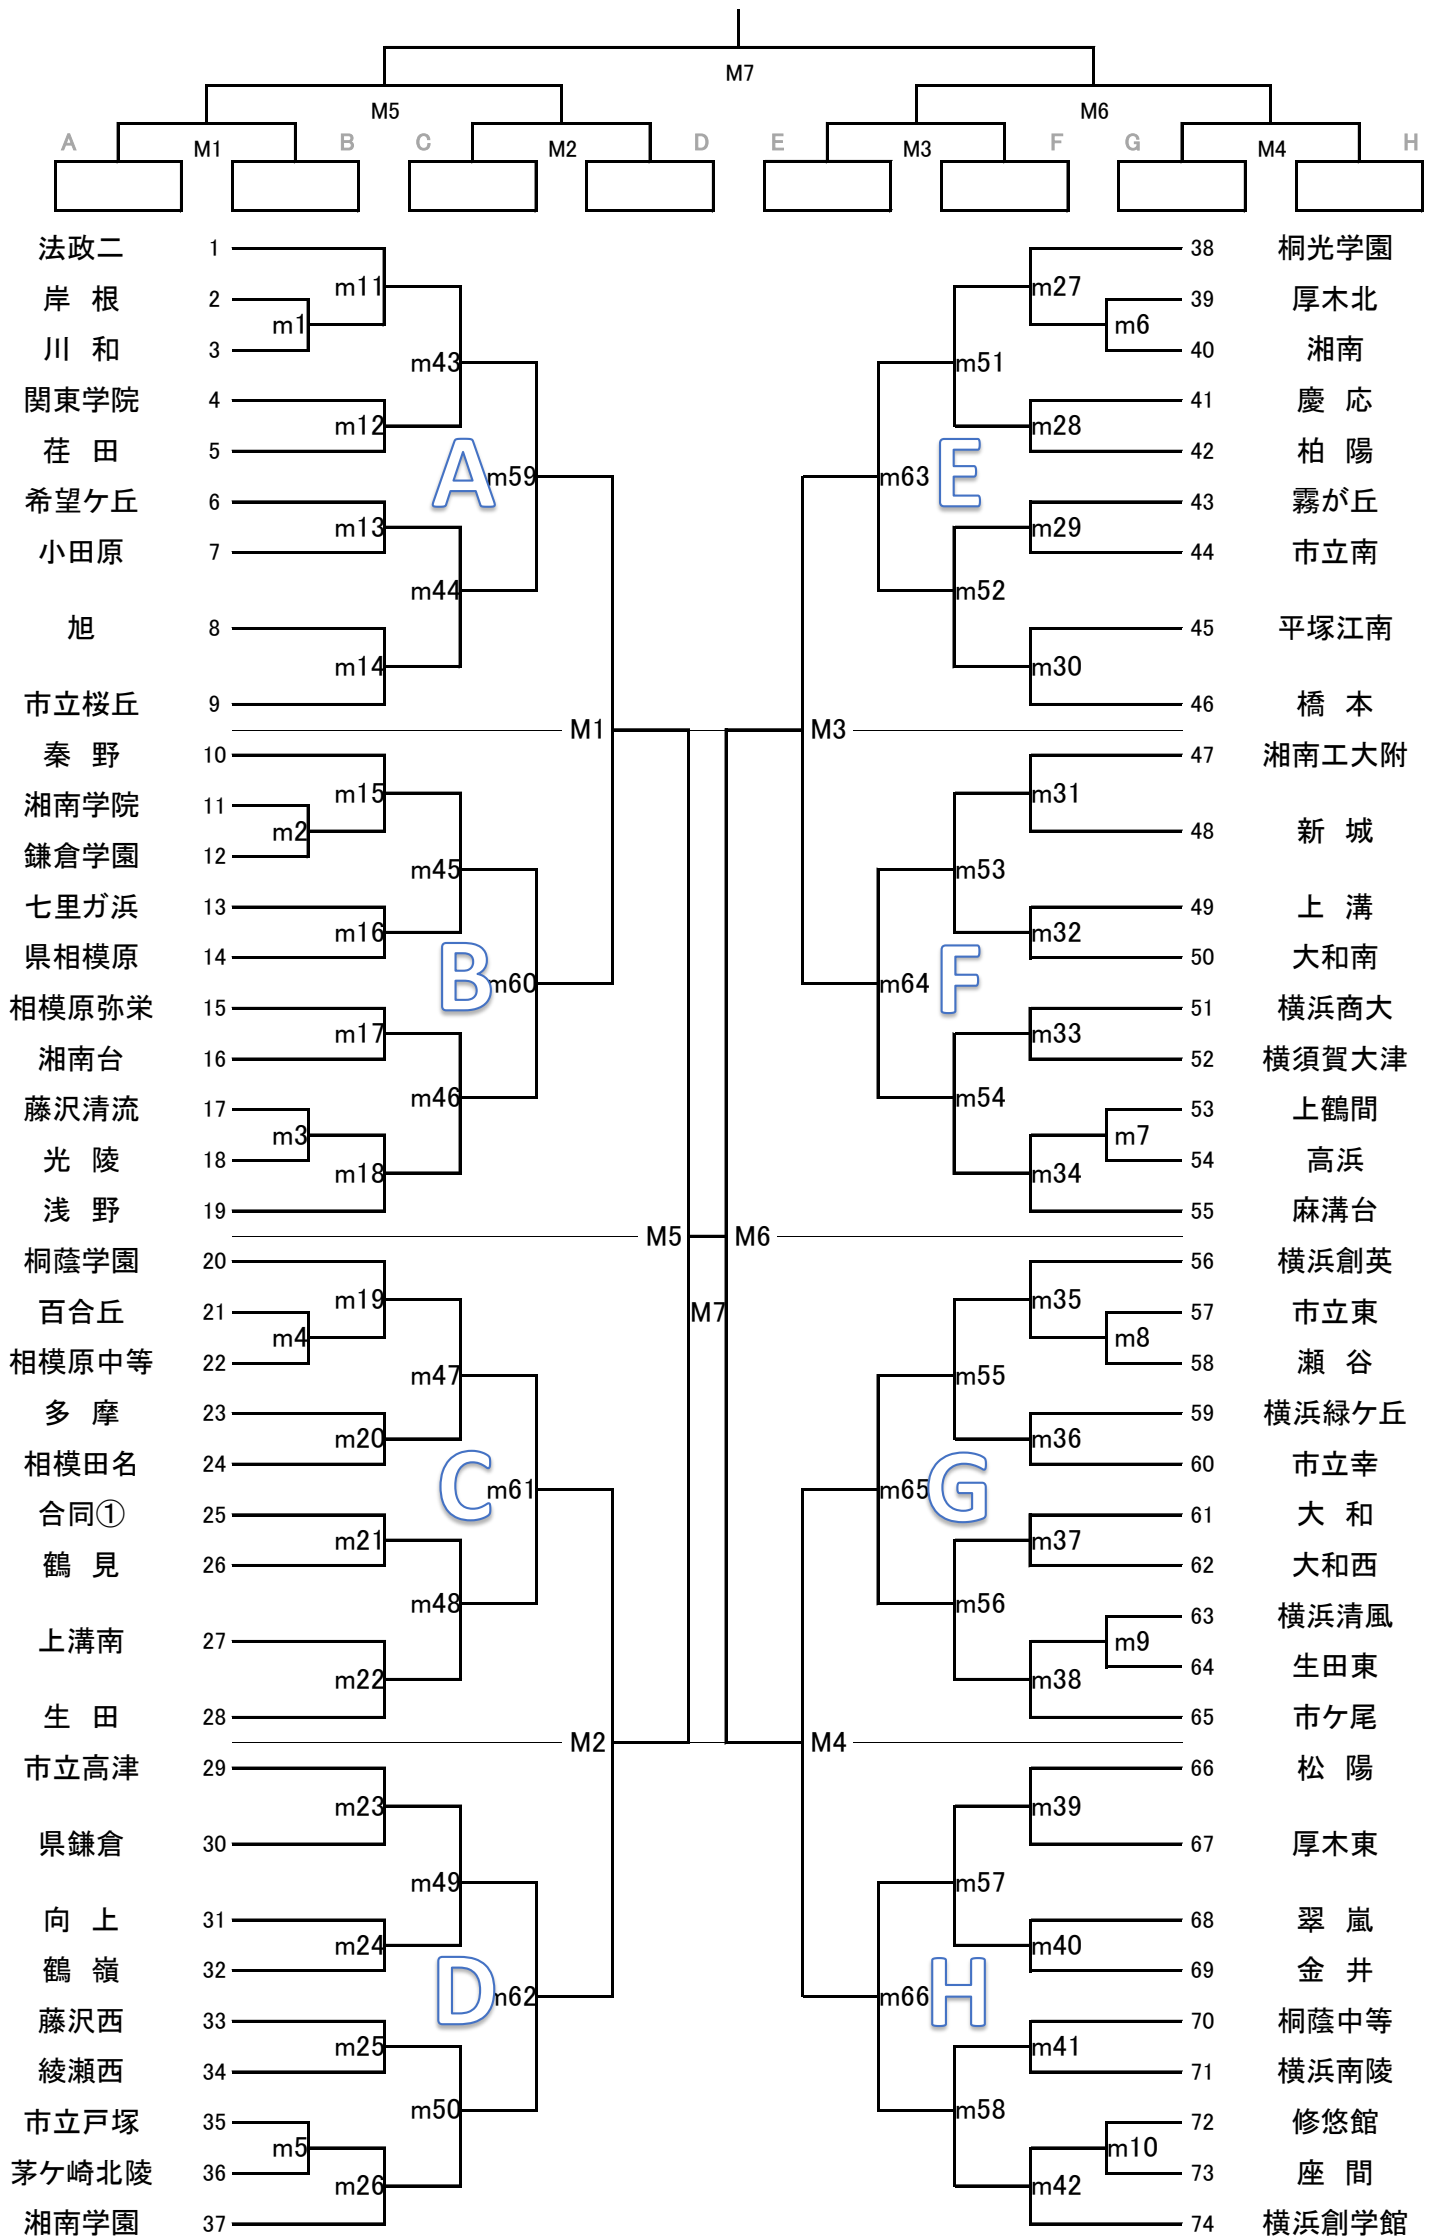 M7
M5 M6
A M1 B C M2 D E M3 F G M4 H
法政二 1 38 桐光学園
m11 m27
岸 根 2 39 厚木北
m1 m6
川 和 3 40 湘南
m43 m51
関東学院 4 41 慶 応
m12 m28
荏 田 5 42 柏 陽
A m59 m63 E
希望ケ丘 6 43 霧が丘
m13 m29
小田原 7 44 市立南
m44 m52
旭 8 45 平塚江南
m14 m30
市立桜丘 9 46 橋 本
M1 M3
秦 野 10 47 湘南工大附
m15 m31
湘南学院 11
m2 48 新 城
鎌倉学園 12
m45 m53
七里ガ浜 13 49 上 溝
m16 m32
県相模原 14 50 大和南
B m60 m64 F
相模原弥栄 15 51 横浜商大
m17 m33
湘南台 16 52 横須賀大津
m46 m54
藤沢清流 17 53 上鶴間
m3 m7
光 陵 18 54 高浜
m18 m34
浅 野 19 55 麻溝台
M5 M6
桐蔭学園 20 56 横浜創英
m19 m35
百合丘 21 M7 57 市立東
m4 m8
相模原中等 22 58 瀬 谷
m47 m55
多 摩 23 59 横浜緑ケ丘
m20 m36
相模田名 24 60 市立幸
C m61 m65 G
合同① 25 61 大 和
m21 m37
鶴 見 26 62 大和西
m48 m56
63 横浜清風
上溝南 27 m9
64 生田東
m22 m38
生 田 28 65 市ケ尾
M2 M4
市立高津 29 66 松 陽
m23 m39
県鎌倉 30 67 厚木東
m49 m57
向 上 31 68 翠 嵐
m24 m40
鶴 嶺 32 69 金 井
D m62 m66 H
藤沢西 33 70 桐蔭中等
m25 m41
綾瀬西 34 71 横浜南陵
m50 m58
市立戸塚 35 72 修悠館
m5 m10
茅ケ崎北陵 36 73 座 間
m26 m42
湘南学園 37 74 横浜創学館